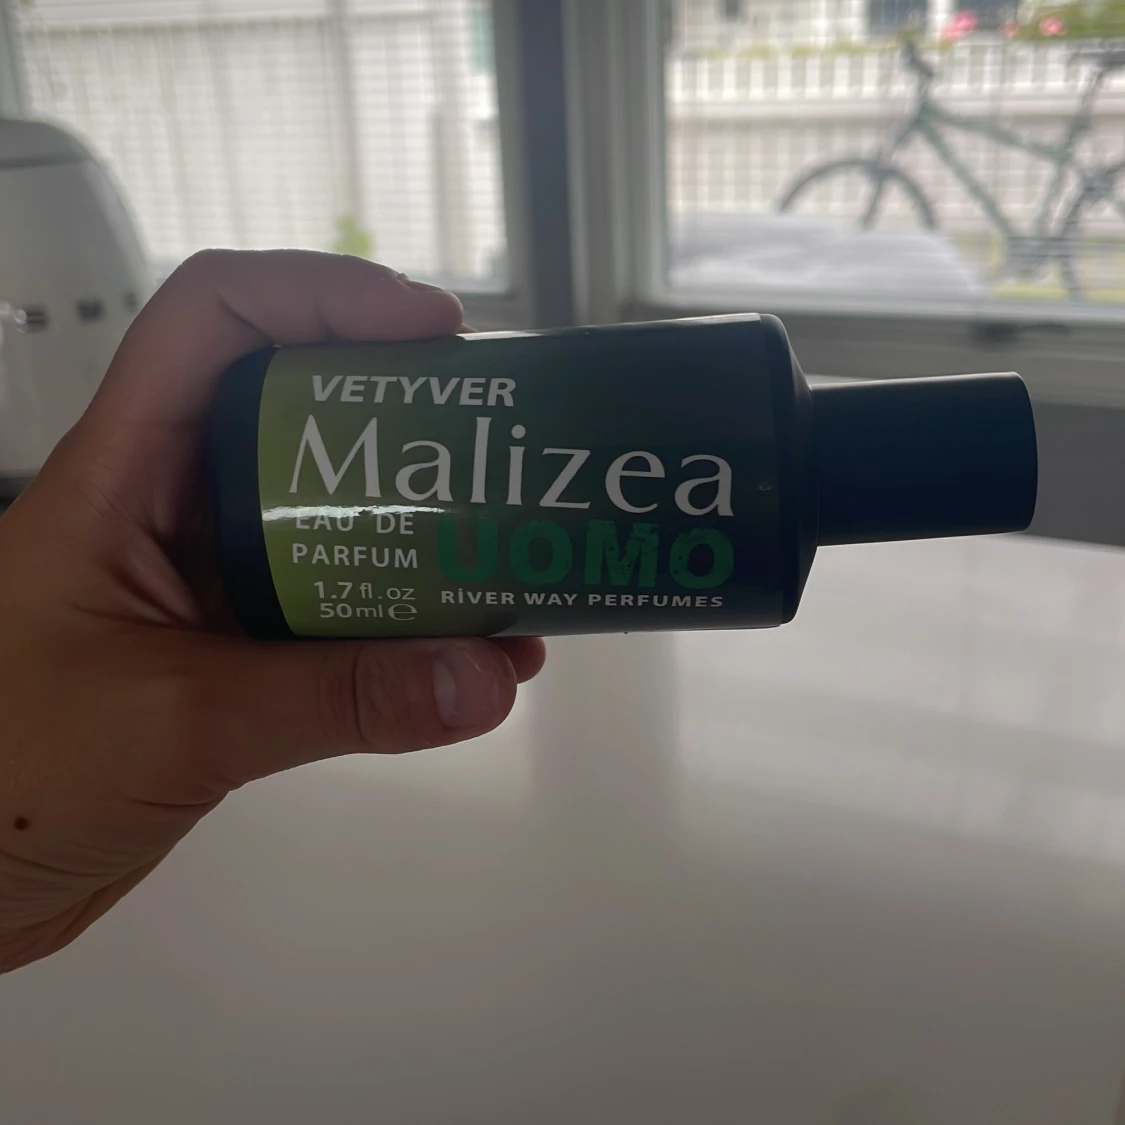 VETYVER
Malizea
EAU DE
PARFUM
UOMO
1.7 fl.oz
50ml ℮
RİVER WAY PERFUMES